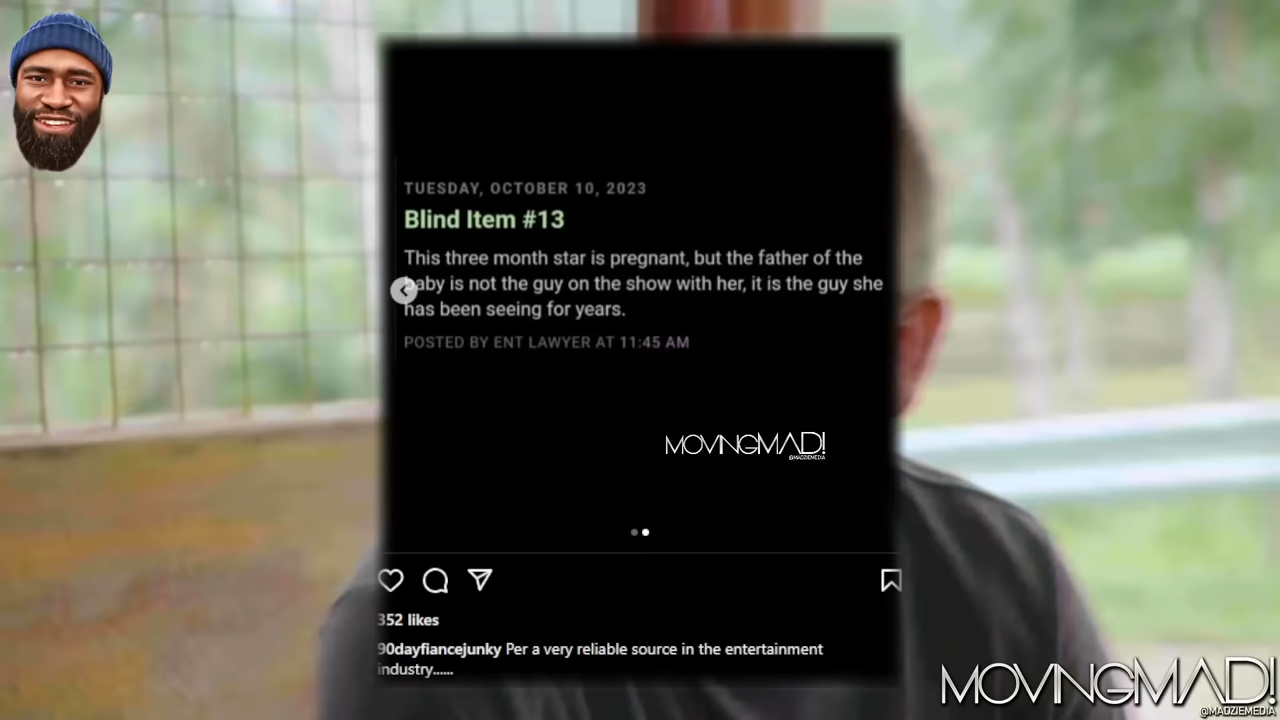 TUESDAY, OCTOBER 10, 2023
Blind Item #13
This three month star is pregnant, but the father of the
baby is not the guy on the show with her, it is the guy she
has been seeing for years.
POSTED BY ENT LAWYER AT 11:45 AM
MOVINGMAD!
@MADZIEMEDIA
352 likes
90dayfiancejunky Per a very reliable source in the entertainment
industry......
MOVINGMAD!
@MADZIEMEDIA